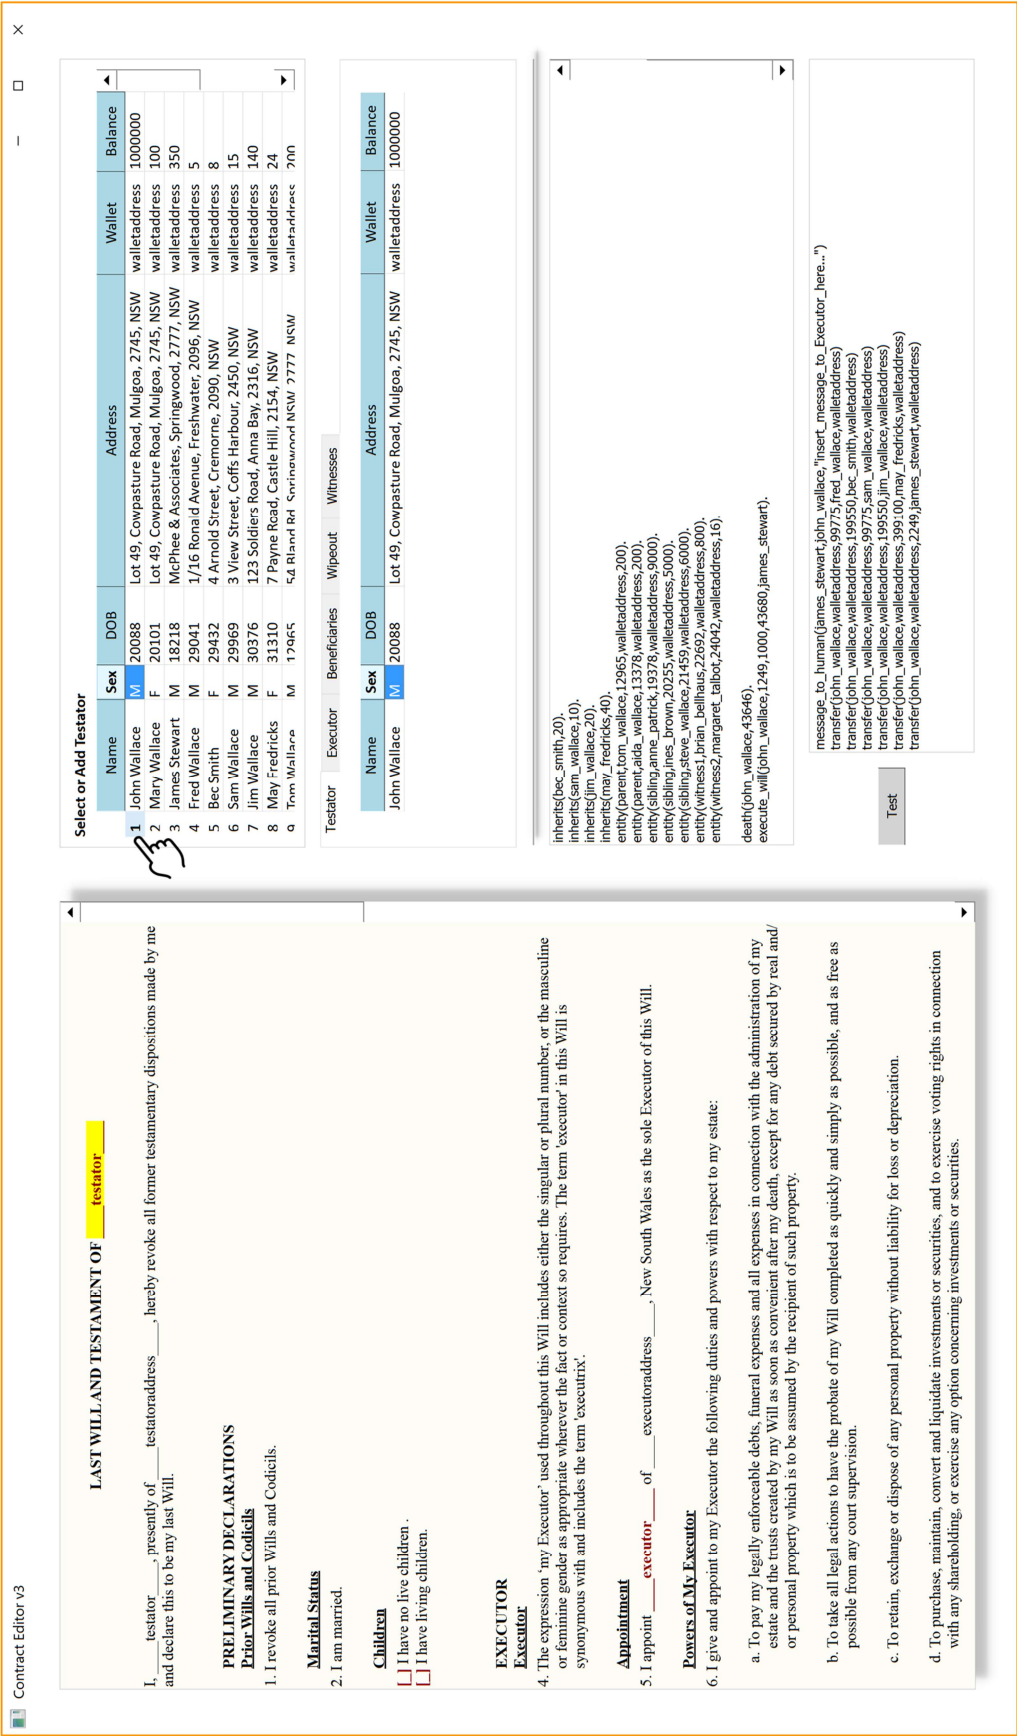 Contract Editor v3
LAST WILL AND TESTAMENT OF ____testator____
I, ____testator____, presently of ____testatoraddress____, hereby revoke all former testamentary dispositions made by me
and declare this to be my last Will.
PRELIMINARY DECLARATIONS
Prior Wills and Codicils
1. I revoke all prior Wills and Codicils.
Marital Status
2. I am married.
Children
I have no live children .
I have living children.
EXECUTOR
Executor
4. The expression 'my Executor' used throughout this Will includes either the singular or plural number, or the masculine
or feminine gender as appropriate wherever the fact or context so requires. The term 'executor' in this Will is
synonymous with and includes the term 'executrix'.
Appointment
5. I appoint ____executor____ of ____executoraddress____, New South Wales as the sole Executor of this Will.
Powers of My Executor
6. I give and appoint to my Executor the following duties and powers with respect to my estate:
a. To pay my legally enforceable debts, funeral expenses and all expenses in connection with the administration of my
estate and the trusts created by my Will as soon as convenient after my death, except for any debt secured by real and/
or personal property which is to be assumed by the recipient of such property.
b. To take all legal actions to have the probate of my Will completed as quickly and simply as possible, and as free as
possible from any court supervision.
c. To retain, exchange or dispose of any personal property without liability for loss or depreciation.
d. To purchase, maintain, convert and liquidate investments or securities, and to exercise voting rights in connection
with any shareholding, or exercise any option concerning investments or securities.
Select or Add Testator
Name Sex DOB Address Wallet Balance
1 John Wallace M 20088 Lot 49, Cowpasture Road, Mulgoa, 2745, NSW walletaddress 1000000
2 Mary Wallace F 20101 Lot 49, Cowpasture Road, Mulgoa, 2745, NSW walletaddress 100
3 James Stewart M 18218 McPhee & Associates, Springwood, 2777, NSW walletaddress 350
4 Fred Wallace M 29041 1/16 Ronald Avenue, Freshwater, 2096, NSW walletaddress 5
5 Bec Smith F 29432 4 Arnold Street, Cremorne, 2090, NSW walletaddress 8
6 Sam Wallace M 29969 3 View Street, Coffs Harbour, 2450, NSW walletaddress 15
7 Jim Wallace M 30376 123 Soldiers Road, Anna Bay, 2316, NSW walletaddress 140
8 May Fredricks F 31310 7 Payne Road, Castle Hill, 2154, NSW walletaddress 24
9 Tom Wallace M 12965 54 Bland Rd, Springwood NSW 2777 NSW walletaddress 200
Testator Executor Beneficiaries Wipeout Witnesses
Name Sex DOB Address Wallet Balance
John Wallace M 20088 Lot 49, Cowpasture Road, Mulgoa, 2745, NSW walletaddress 1000000
inherits(bec_smith,20).
inherits(sam_wallace,10).
inherits(jim_wallace,20).
inherits(may_fredricks,40).
entity(parent,tom_wallace,12965,walletaddress,200).
entity(parent,aida_wallace,13378,walletaddress,200).
entity(sibling,anne_patrick,19378,walletaddress,9000).
entity(sibling,ines_brown,20255,walletaddress,5000).
entity(sibling,steve_wallace,21459,walletaddress,6000).
entity(witness1,brian_bellhaus,22692,walletaddress,800).
entity(witness2,margaret_talbot,24042,walletaddress,16).
death(john_wallace,43646).
execute_will(john_wallace,1249,1000,43680,james_stewart).
Test
message_to_human(james_stewart,john_wallace,"insert_message_to_Executor_here...")
transfer(john_wallace,walletaddress,99775,fred_wallace,walletaddress)
transfer(john_wallace,walletaddress,199550,bec_smith,walletaddress)
transfer(john_wallace,walletaddress,99775,sam_wallace,walletaddress)
transfer(john_wallace,walletaddress,199550,jim_wallace,walletaddress)
transfer(john_wallace,walletaddress,399100,may_fredricks,walletaddress)
transfer(john_wallace,walletaddress,2249,james_stewart,walletaddress)